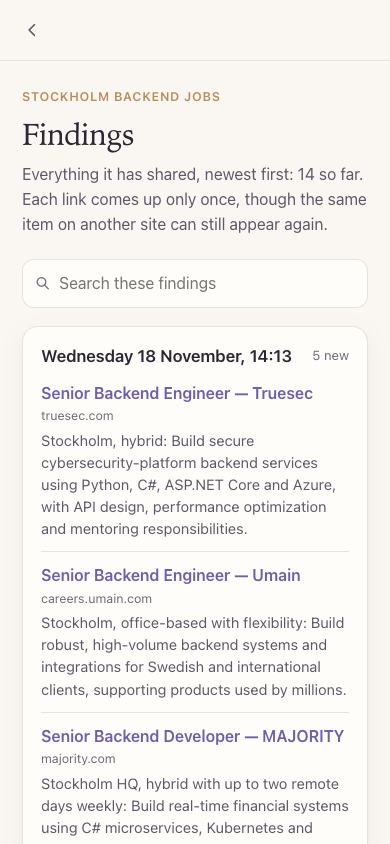 STOCKHOLM BACKEND JOBS
Findings
Everything it has shared, newest first: 14 so far.
Each link comes up only once, though the same
item on another site can still appear again.
Search these findings
Wednesday 18 November, 14:13 5 new
Senior Backend Engineer — Truesec
truesec.com
Stockholm, hybrid: Build secure
cybersecurity-platform backend services
using Python, C#, ASP.NET Core and Azure,
with API design, performance optimization
and mentoring responsibilities.
Senior Backend Engineer — Umain
careers.umain.com
Stockholm, office-based with flexibility: Build
robust, high-volume backend systems and
integrations for Swedish and international
clients, supporting products used by millions.
Senior Backend Developer — MAJORITY
majority.com
Stockholm HQ, hybrid with up to two remote
days weekly: Build real-time financial systems
using C# microservices, Kubernetes and